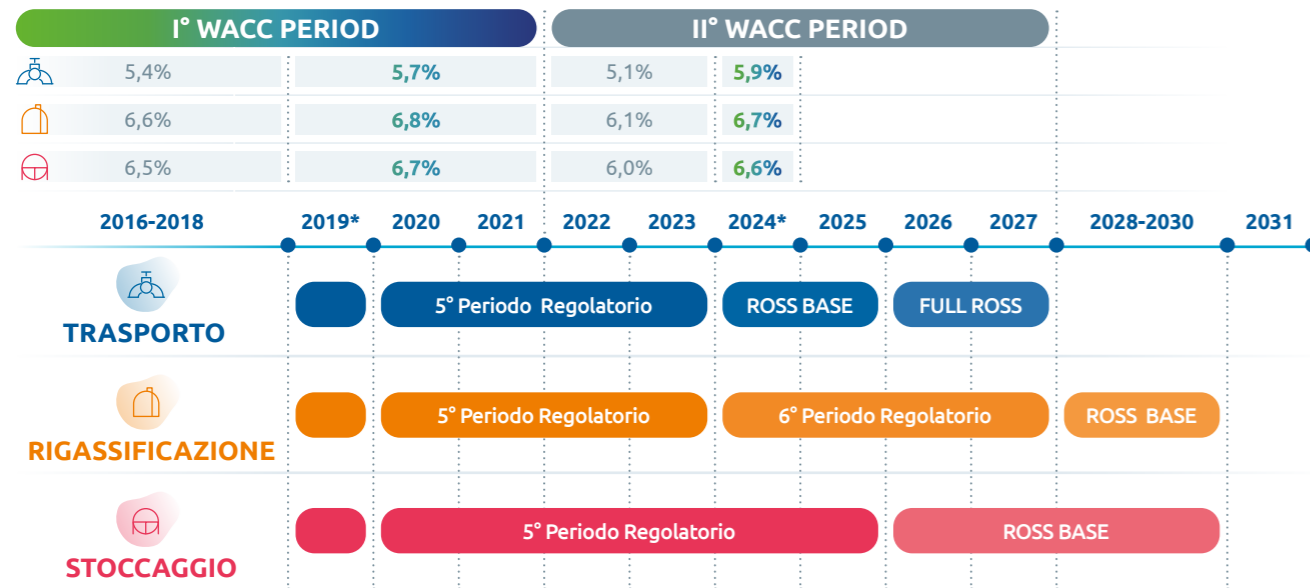 I° WACC PERIOD II° WACC PERIOD
5,4% 5,7% 5,1% 5,9%
6,6% 6,8% 6,1% 6,7%
6,5% 6,7% 6,0% 6,6%
2016-2018 2019* 2020 2021 2022 2023 2024* 2025 2026 2027 2028-2030 2031
5° Periodo Regolatorio ROSS BASE FULL ROSS
TRASPORTO
5° Periodo Regolatorio 6° Periodo Regolatorio ROSS BASE
RIGASSIFICAZIONE
5° Periodo Regolatorio ROSS BASE
STOCCAGGIO